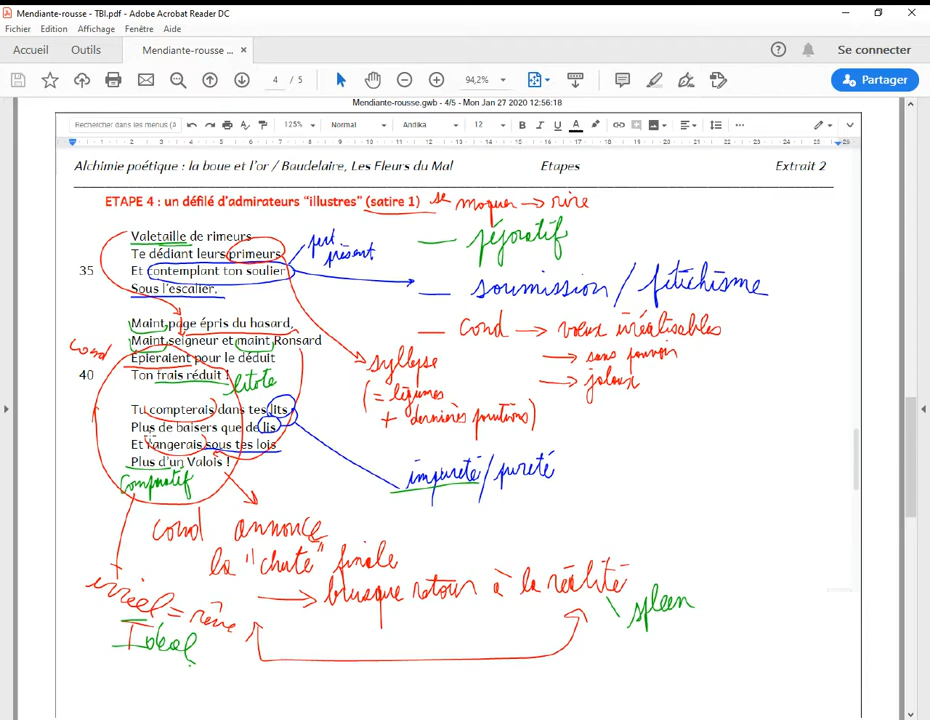 Mendiante-rousse - TBI.pdf - Adobe Acrobat Reader DC
Fichier Edition Affichage Fenêtre Aide
Accueil Outils Mendiante-rousse ... × Se connecter
4 / 5 94,2% Partager
Mendiante-rousse.gwb - 4/5 - Mon Jan 27 2020 12:56:18
Rechercher dans les menus (A 125% Normal Andika 12 B I U A
Alchimie poétique : la boue et l'or / Baudelaire, Les Fleurs du Mal Etapes Extrait 2
ETAPE 4 : un défilé d'admirateurs "illustres" (satire 1) se moquer → rire
Valetaille de rimeurs
péjoratif
Te dédiant leurs primeurs
part présent
35 Et contemplant ton soulier
Sous l'escalier,
soumission / fétichisme
Maint page épris du hasard,
cond → vœux irréalisables
Maint seigneur et maint Ronsard
cond
→ sans pouvoir
Epieraient pour le déduit
syllepse
40 Ton frais réduit !
litote
→ jaloux
(= légumes
+ dernières parutions)
Tu compterais dans tes lits
Plus de baisers que de lis
Et rangerais sous tes lois
Plus d'un Valois !
impureté / pureté
comparatif
cond annonce
la "chute" finale
→ brusque retour à la réalité
irréel = rêve
spleen
Idéal